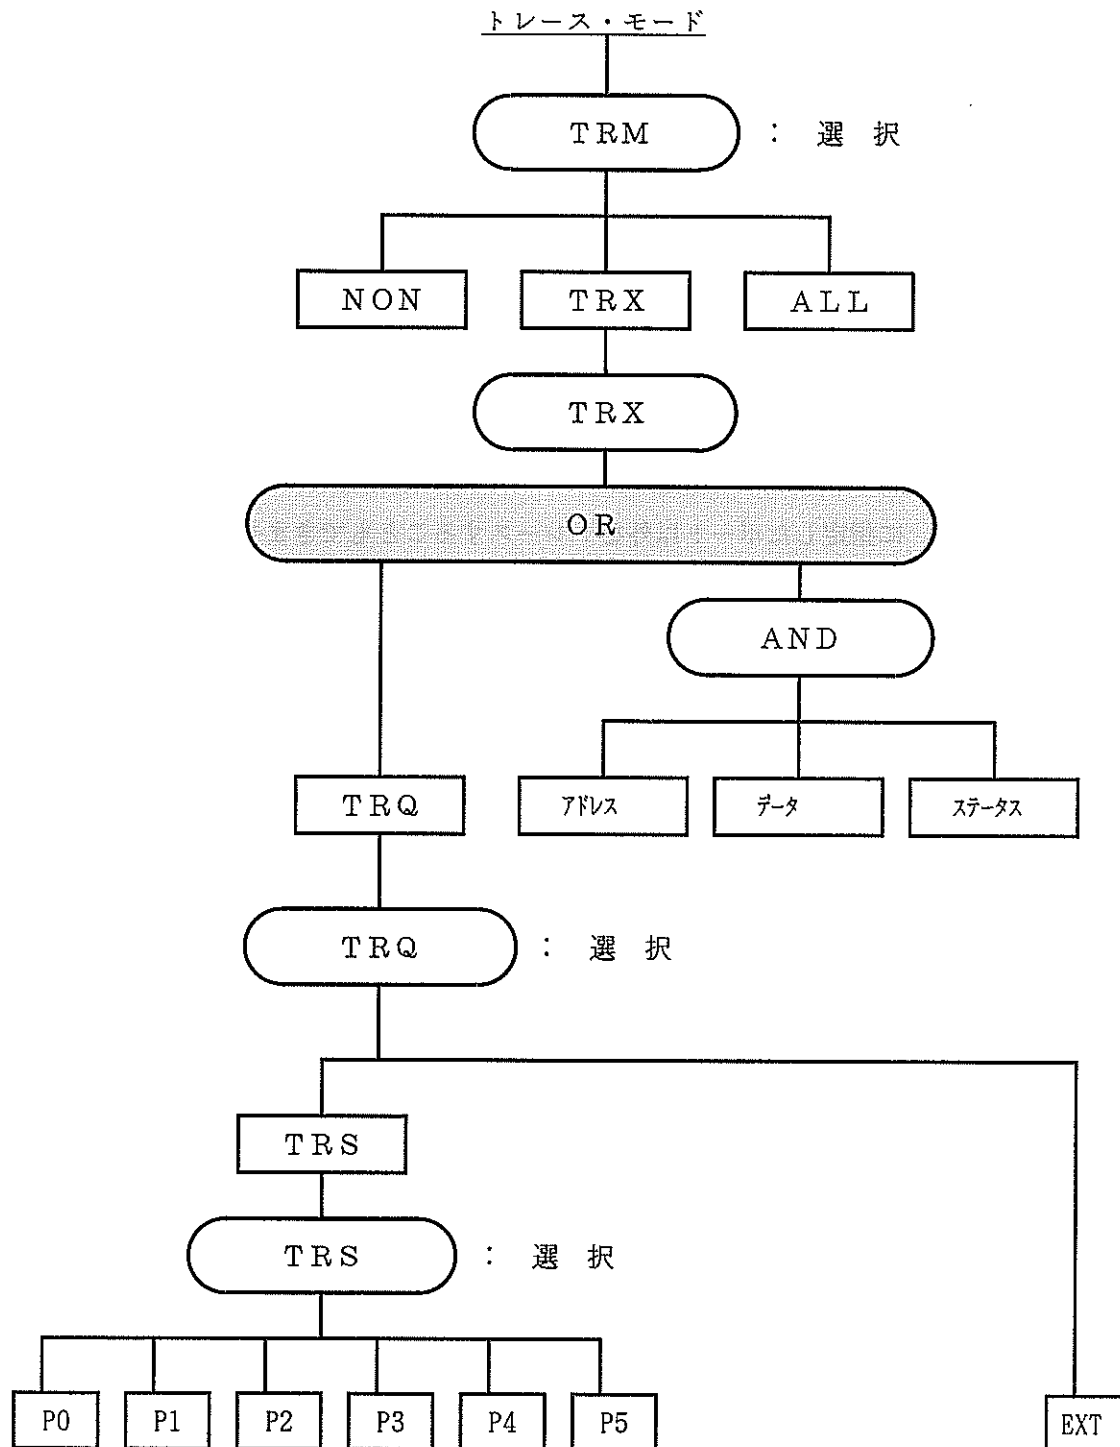 トレース・モード
TRM : 選択
NON TRX ALL
TRX
OR
AND
TRQ アドレス データ ステータス
TRQ : 選択
TRS
TRS : 選択
P0 P1 P2 P3 P4 P5 EXT